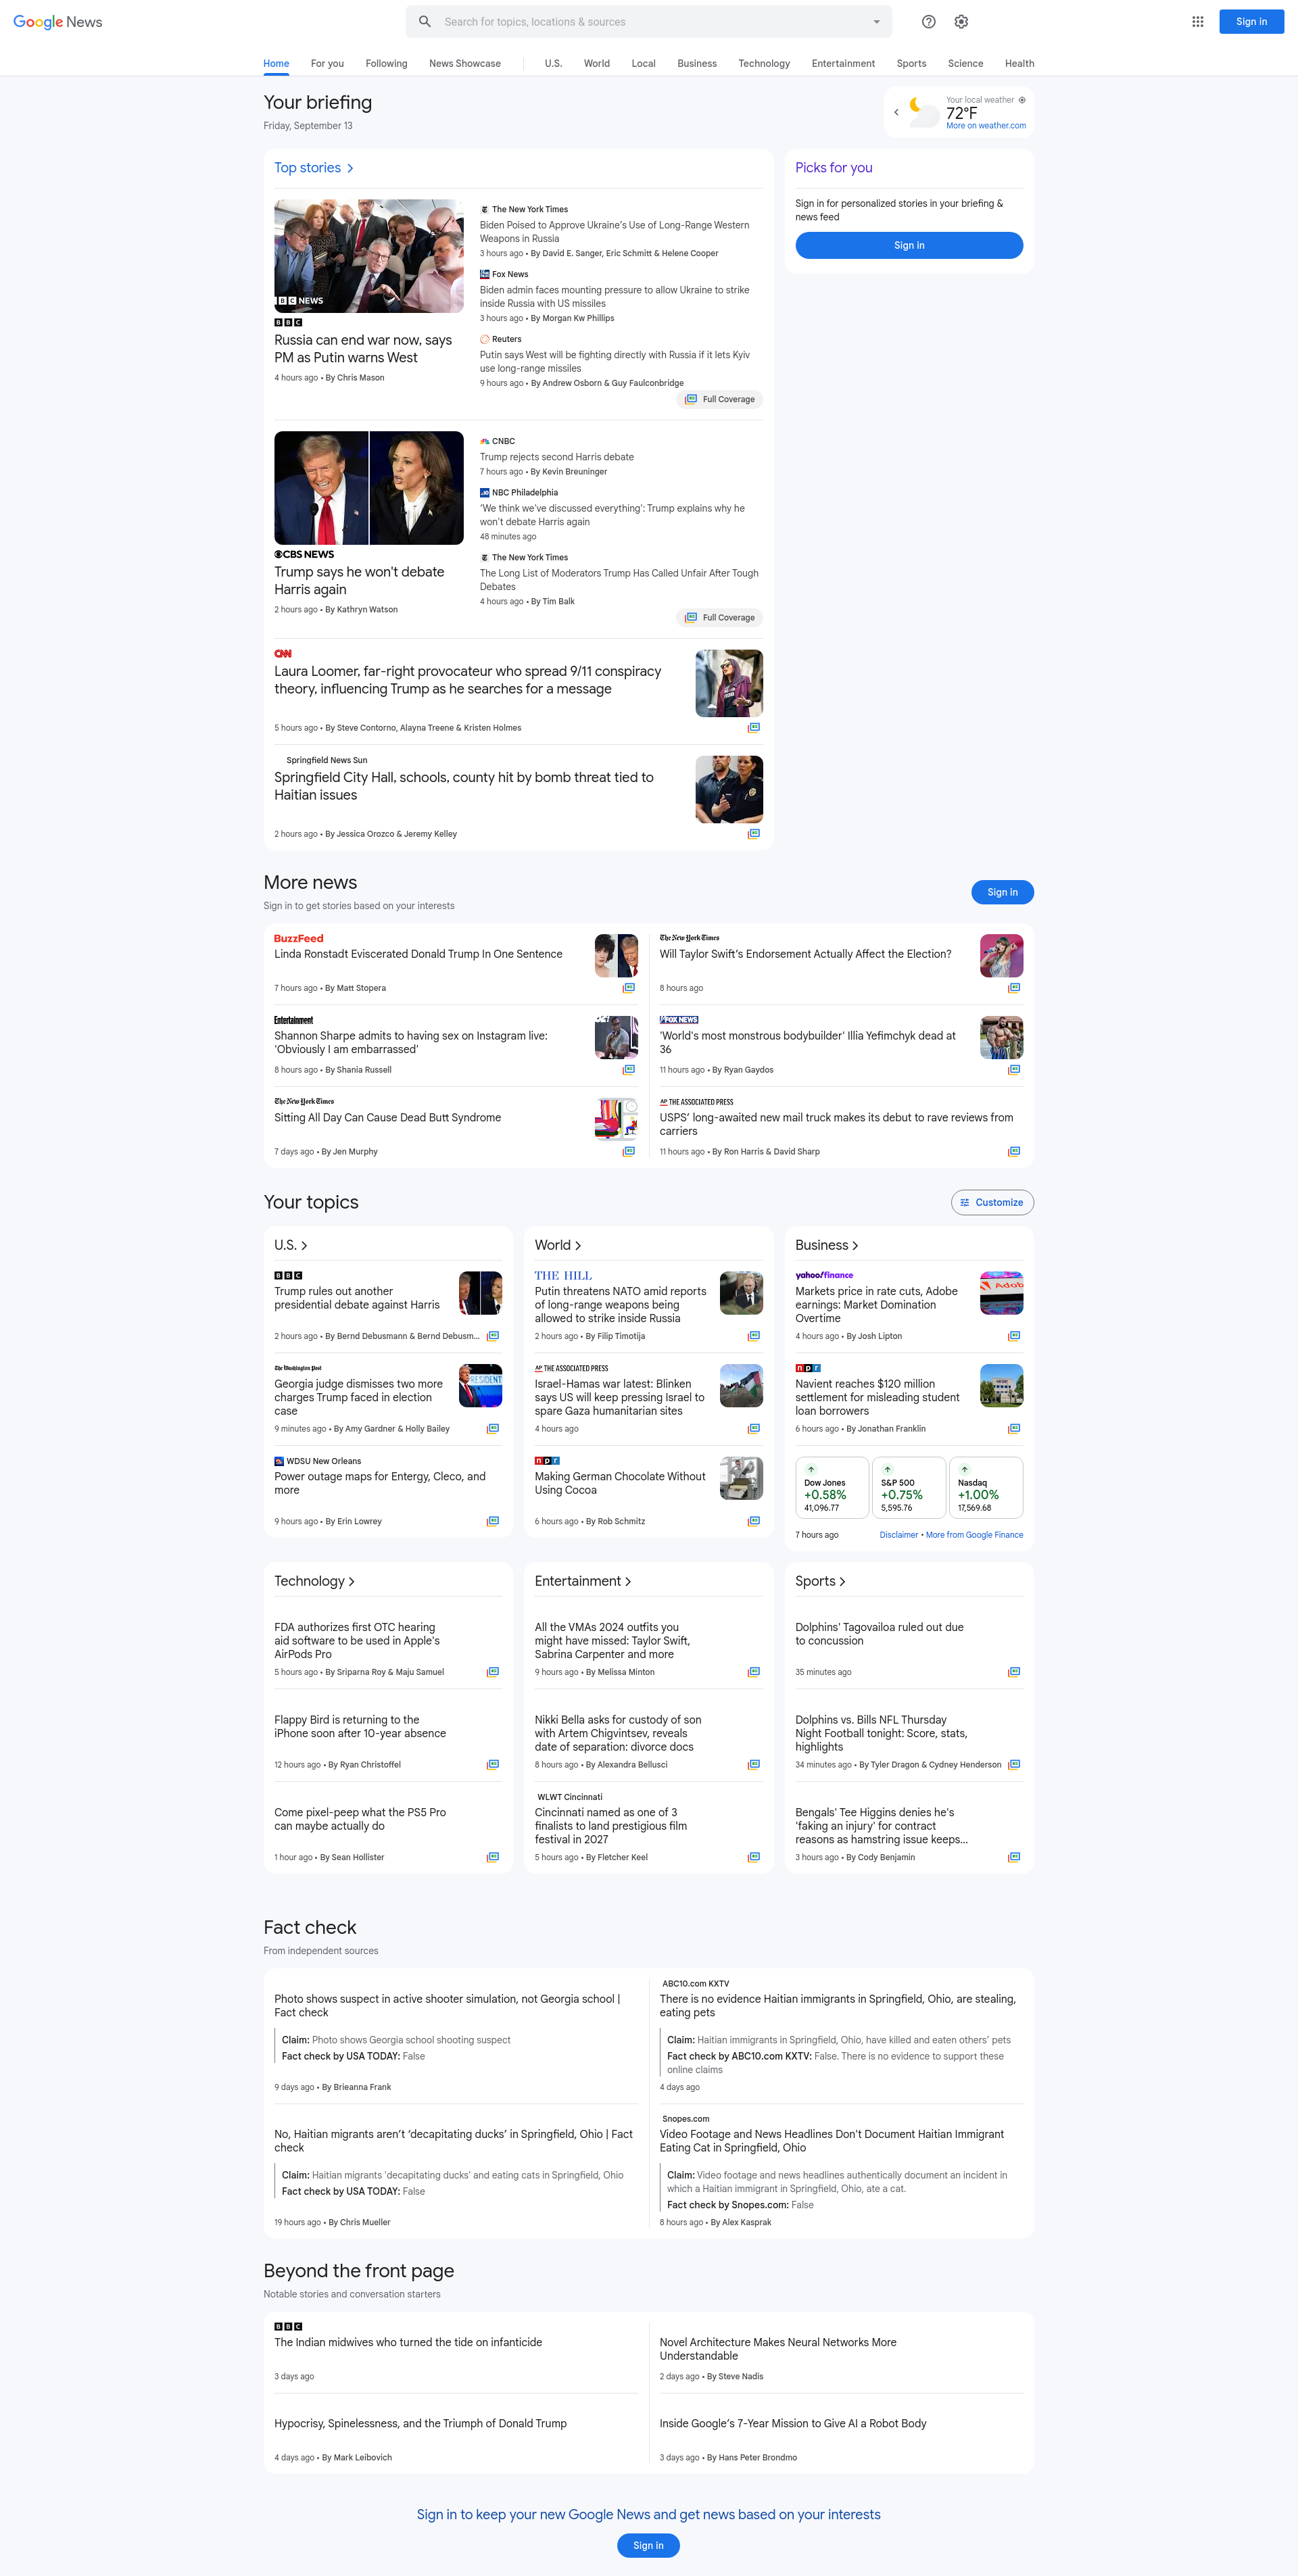 Google News
Search for topics, locations & sources
Sign in
Home
For you
Following
News Showcase
U.S.
World
Local
Business
Technology
Entertainment
Sports
Science
Health
Your briefing
Friday, September 13
Your local weather
72°F
More on weather.com
Top stories
BBC NEWS
BBC
Russia can end war now, says
PM as Putin warns West
4 hours ago • By Chris Mason
The New York Times
Biden Poised to Approve Ukraine’s Use of Long-Range Western
Weapons in Russia
3 hours ago • By David E. Sanger, Eric Schmitt & Helene Cooper
Fox News
Biden admin faces mounting pressure to allow Ukraine to strike
inside Russia with US missiles
3 hours ago • By Morgan Kw Phillips
Reuters
Putin says West will be fighting directly with Russia if it lets Kyiv
use long-range missiles
9 hours ago • By Andrew Osborn & Guy Faulconbridge
Full Coverage
CBS NEWS
Trump says he won't debate
Harris again
2 hours ago • By Kathryn Watson
CNBC
Trump rejects second Harris debate
7 hours ago • By Kevin Breuninger
NBC Philadelphia
‘We think we've discussed everything': Trump explains why he
won't debate Harris again
48 minutes ago
The New York Times
The Long List of Moderators Trump Has Called Unfair After Tough
Debates
4 hours ago • By Tim Balk
Full Coverage
CNN
Laura Loomer, far-right provocateur who spread 9/11 conspiracy
theory, influencing Trump as he searches for a message
5 hours ago • By Steve Contorno, Alayna Treene & Kristen Holmes
Springfield News Sun
Springfield City Hall, schools, county hit by bomb threat tied to
Haitian issues
2 hours ago • By Jessica Orozco & Jeremy Kelley
Picks for you
Sign in for personalized stories in your briefing &
news feed
Sign in
More news
Sign in to get stories based on your interests
Sign in
BuzzFeed
Linda Ronstadt Eviscerated Donald Trump In One Sentence
7 hours ago • By Matt Stopera
The New York Times
Will Taylor Swift’s Endorsement Actually Affect the Election?
8 hours ago
Entertainment
Shannon Sharpe admits to having sex on Instagram live:
'Obviously I am embarrassed'
8 hours ago • By Shania Russell
FOX NEWS
'World's most monstrous bodybuilder' Illia Yefimchyk dead at
36
11 hours ago • By Ryan Gaydos
The New York Times
Sitting All Day Can Cause Dead Butt Syndrome
7 days ago • By Jen Murphy
AP THE ASSOCIATED PRESS
USPS’ long-awaited new mail truck makes its debut to rave reviews from
carriers
11 hours ago • By Ron Harris & David Sharp
Your topics
Customize
U.S.
BBC
Trump rules out another
presidential debate against Harris
2 hours ago • By Bernd Debusmann & Bernd Debusm...
The Washington Post
Georgia judge dismisses two more
charges Trump faced in election
case
9 minutes ago • By Amy Gardner & Holly Bailey
WDSU New Orleans
Power outage maps for Entergy, Cleco, and
more
9 hours ago • By Erin Lowrey
World
THE HILL
Putin threatens NATO amid reports
of long-range weapons being
allowed to strike inside Russia
2 hours ago • By Filip Timotija
AP THE ASSOCIATED PRESS
Israel-Hamas war latest: Blinken
says US will keep pressing Israel to
spare Gaza humanitarian sites
4 hours ago
npr
Making German Chocolate Without
Using Cocoa
6 hours ago • By Rob Schmitz
Business
yahoo!finance
Markets price in rate cuts, Adobe
earnings: Market Domination
Overtime
4 hours ago • By Josh Lipton
npr
Navient reaches $120 million
settlement for misleading student
loan borrowers
6 hours ago • By Jonathan Franklin
Dow Jones
+0.58%
41,096.77
S&P 500
+0.75%
5,595.76
Nasdaq
+1.00%
17,569.68
7 hours ago
Disclaimer • More from Google Finance
Technology
FDA authorizes first OTC hearing
aid software to be used in Apple's
AirPods Pro
5 hours ago • By Sriparna Roy & Maju Samuel
Flappy Bird is returning to the
iPhone soon after 10-year absence
12 hours ago • By Ryan Christoffel
Come pixel-peep what the PS5 Pro
can maybe actually do
1 hour ago • By Sean Hollister
Entertainment
All the VMAs 2024 outfits you
might have missed: Taylor Swift,
Sabrina Carpenter and more
9 hours ago • By Melissa Minton
Nikki Bella asks for custody of son
with Artem Chigvintsev, reveals
date of separation: divorce docs
8 hours ago • By Alexandra Bellusci
WLWT Cincinnati
Cincinnati named as one of 3
finalists to land prestigious film
festival in 2027
5 hours ago • By Fletcher Keel
Sports
Dolphins' Tagovailoa ruled out due
to concussion
35 minutes ago
Dolphins vs. Bills NFL Thursday
Night Football tonight: Score, stats,
highlights
34 minutes ago • By Tyler Dragon & Cydney Henderson
Bengals' Tee Higgins denies he's
'faking an injury' for contract
reasons as hamstring issue keeps...
3 hours ago • By Cody Benjamin
Fact check
From independent sources
Photo shows suspect in active shooter simulation, not Georgia school |
Fact check
Claim: Photo shows Georgia school shooting suspect
Fact check by USA TODAY: False
9 days ago • By Brieanna Frank
ABC10.com KXTV
There is no evidence Haitian immigrants in Springfield, Ohio, are stealing,
eating pets
Claim: Haitian immigrants in Springfield, Ohio, have killed and eaten others’ pets
Fact check by ABC10.com KXTV: False. There is no evidence to support these
online claims
4 days ago
No, Haitian migrants aren’t ‘decapitating ducks’ in Springfield, Ohio | Fact
check
Claim: Haitian migrants 'decapitating ducks' and eating cats in Springfield, Ohio
Fact check by USA TODAY: False
19 hours ago • By Chris Mueller
Snopes.com
Video Footage and News Headlines Don't Document Haitian Immigrant
Eating Cat in Springfield, Ohio
Claim: Video footage and news headlines authentically document an incident in
which a Haitian immigrant in Springfield, Ohio, ate a cat.
Fact check by Snopes.com: False
8 hours ago • By Alex Kasprak
Beyond the front page
Notable stories and conversation starters
BBC
The Indian midwives who turned the tide on infanticide
3 days ago
Novel Architecture Makes Neural Networks More
Understandable
2 days ago • By Steve Nadis
Hypocrisy, Spinelessness, and the Triumph of Donald Trump
4 days ago • By Mark Leibovich
Inside Google’s 7-Year Mission to Give AI a Robot Body
3 days ago • By Hans Peter Brondmo
Sign in to keep your new Google News and get news based on your interests
Sign in